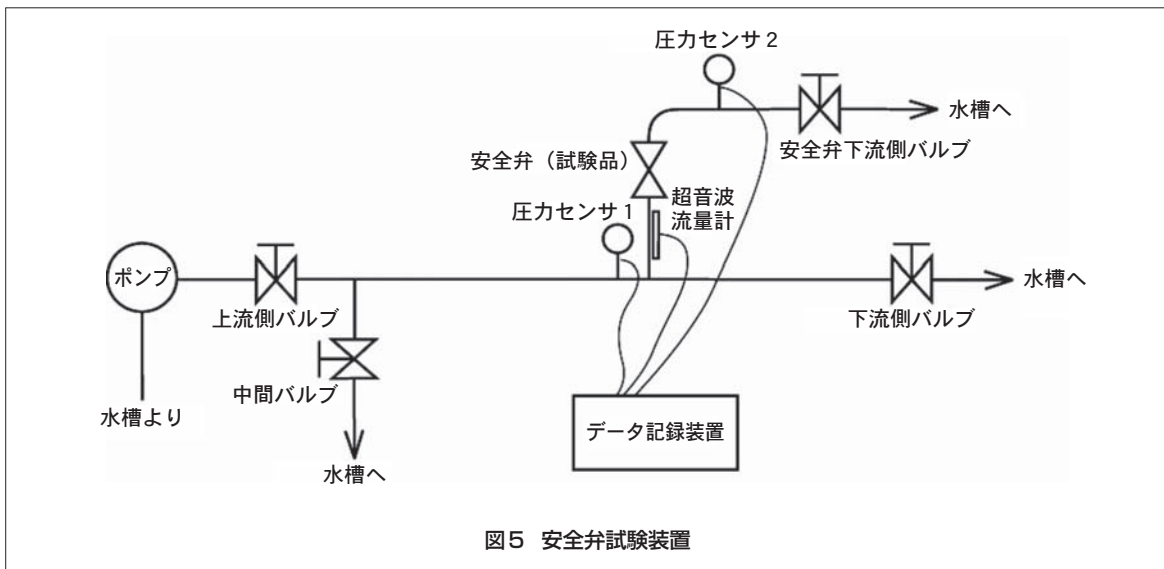 圧力センサ2
水槽へ
安全弁下流側バルブ
安全弁(試験品)
超音波
流量計
圧力センサ1
ポンプ
上流側バルブ
水槽へ
下流側バルブ
中間バルブ
水槽より
水槽へ
データ記録装置
図5 安全弁試験装置